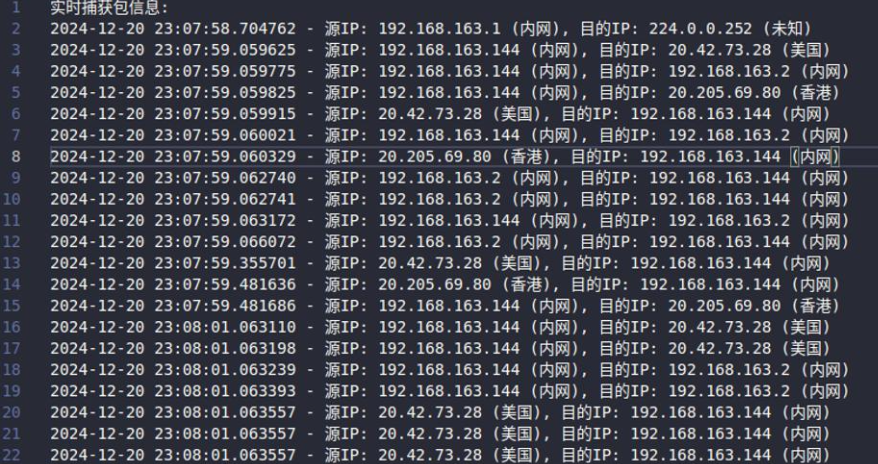 1 实时捕获包信息:
2 2024-12-20 23:07:58.704762 - 源IP: 192.168.163.1 (内网), 目的IP: 224.0.0.252 (未知)
3 2024-12-20 23:07:59.059625 - 源IP: 192.168.163.144 (内网), 目的IP: 20.42.73.28 (美国)
4 2024-12-20 23:07:59.059775 - 源IP: 192.168.163.144 (内网), 目的IP: 192.168.163.2 (内网)
5 2024-12-20 23:07:59.059825 - 源IP: 192.168.163.144 (内网), 目的IP: 20.205.69.80 (香港)
6 2024-12-20 23:07:59.059915 - 源IP: 20.42.73.28 (美国), 目的IP: 192.168.163.144 (内网)
7 2024-12-20 23:07:59.060021 - 源IP: 192.168.163.144 (内网), 目的IP: 192.168.163.2 (内网)
8 2024-12-20 23:07:59.060329 - 源IP: 20.205.69.80 (香港), 目的IP: 192.168.163.144 (内网)
9 2024-12-20 23:07:59.062740 - 源IP: 192.168.163.2 (内网), 目的IP: 192.168.163.144 (内网)
10 2024-12-20 23:07:59.062741 - 源IP: 192.168.163.2 (内网), 目的IP: 192.168.163.144 (内网)
11 2024-12-20 23:07:59.063172 - 源IP: 192.168.163.144 (内网), 目的IP: 192.168.163.2 (内网)
12 2024-12-20 23:07:59.066072 - 源IP: 192.168.163.2 (内网), 目的IP: 192.168.163.144 (内网)
13 2024-12-20 23:07:59.355701 - 源IP: 20.42.73.28 (美国), 目的IP: 192.168.163.144 (内网)
14 2024-12-20 23:07:59.481636 - 源IP: 20.205.69.80 (香港), 目的IP: 192.168.163.144 (内网)
15 2024-12-20 23:07:59.481686 - 源IP: 192.168.163.144 (内网), 目的IP: 20.205.69.80 (香港)
16 2024-12-20 23:08:01.063110 - 源IP: 192.168.163.144 (内网), 目的IP: 20.42.73.28 (美国)
17 2024-12-20 23:08:01.063198 - 源IP: 192.168.163.144 (内网), 目的IP: 20.42.73.28 (美国)
18 2024-12-20 23:08:01.063239 - 源IP: 192.168.163.144 (内网), 目的IP: 192.168.163.2 (内网)
19 2024-12-20 23:08:01.063393 - 源IP: 192.168.163.144 (内网), 目的IP: 192.168.163.2 (内网)
20 2024-12-20 23:08:01.063557 - 源IP: 20.42.73.28 (美国), 目的IP: 192.168.163.144 (内网)
21 2024-12-20 23:08:01.063557 - 源IP: 20.42.73.28 (美国), 目的IP: 192.168.163.144 (内网)
22 2024-12-20 23:08:01.063557 - 源IP: 20.42.73.28 (美国), 目的IP: 192.168.163.144 (内网)